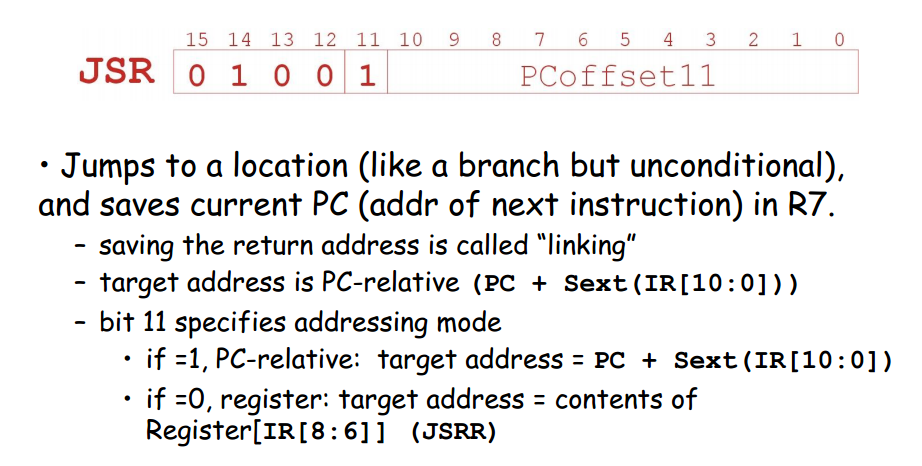 15 14 13 12 11 10 9 8 7 6 5 4 3 2 1 0
JSR 0 1 0 0 1 PCoffset11
• Jumps to a location (like a branch but unconditional),
and saves current PC (addr of next instruction) in R7.
– saving the return address is called “linking”
– target address is PC-relative (PC + Sext(IR[10:0]))
– bit 11 specifies addressing mode
• if =1, PC-relative: target address = PC + Sext(IR[10:0])
• if =0, register: target address = contents of
Register[IR[8:6]] (JSRR)